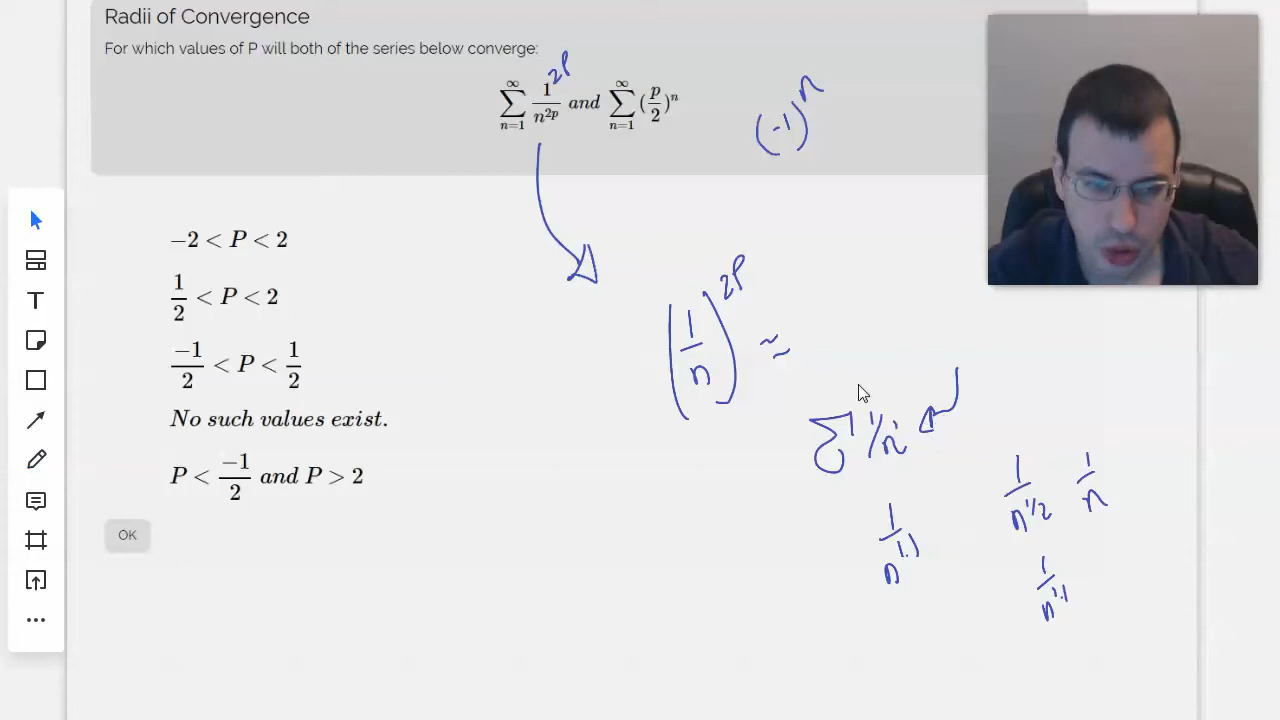 Radii of Convergence
For which values of P will both of the series below converge:
2P
∞ ∑ n=1 1/n^{2p} and ∞ ∑ n=1 (p/2)^n
(-1)^n
−2 < P < 2
1/2 < P < 2
(1/n)^{2P} ≈
−1/2 < P < 1/2
No such values exist.
∑ 1/n^1
P < −1/2 and P > 2
1/n^{1/2} 1/n
1/n^{1.1}
1/n^{1.1}
T
OK